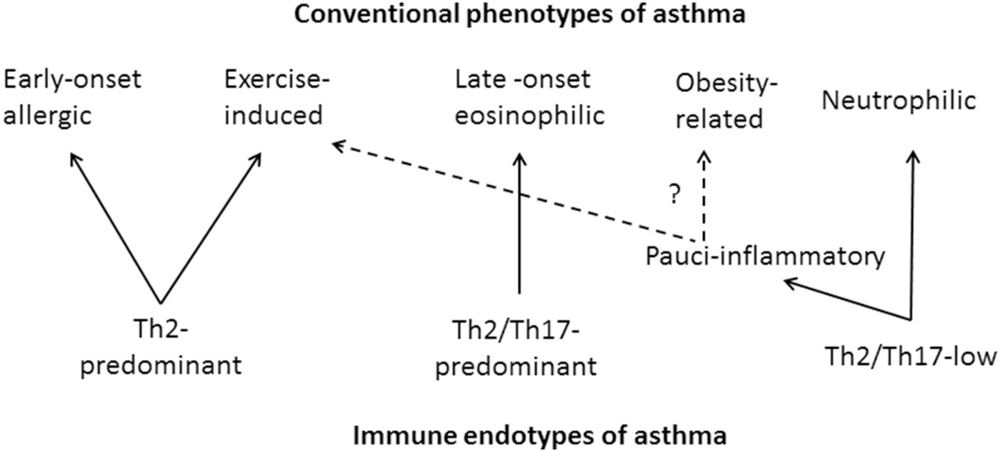 Conventional phenotypes of asthma
Early-onset
allergic
Exercise-
induced
Late -onset
eosinophilic
Obesity-
related
Neutrophilic
?
Pauci-inflammatory
Th2-
predominant
Th2/Th17-
predominant
Th2/Th17-low
Immune endotypes of asthma